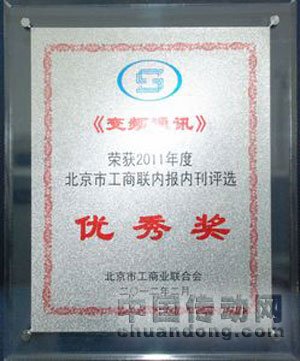 《变频通讯》
荣获2011年度
北京市工商联内报内刊评选
优秀奖
北京市工商业联合会
二〇一二年二月
中国传动网
chuandong.com